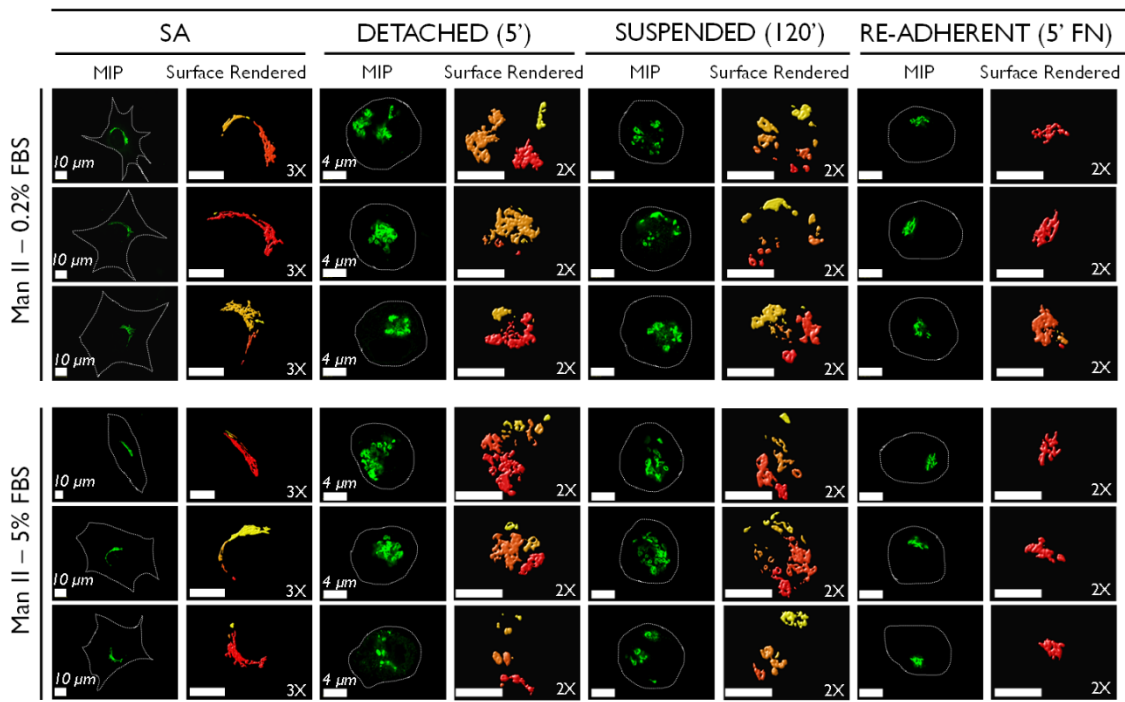 SA DETACHED (5’) SUSPENDED (120’) RE-ADHERENT (5’ FN)
MIP Surface Rendered MIP Surface Rendered MIP Surface Rendered MIP Surface Rendered
Man II – 0.2% FBS
10 µm 3X 4 µm 2X 2X 2X
10 µm 3X 4 µm 2X 2X 2X
10 µm 3X 4 µm 2X 2X 2X
Man II – 5% FBS
10 µm 3X 4 µm 2X 2X 2X
10 µm 3X 4 µm 2X 2X 2X
10 µm 3X 4 µm 2X 2X 2X